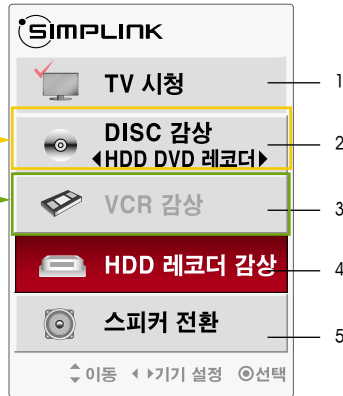 SIMPLINK
TV 시청 1
DISC 감상 2
◀HDD DVD 레코더▶
VCR 감상 3
HDD 레코더 감상 4
스피커 전환 5
이동 기기 설정 ◉선택